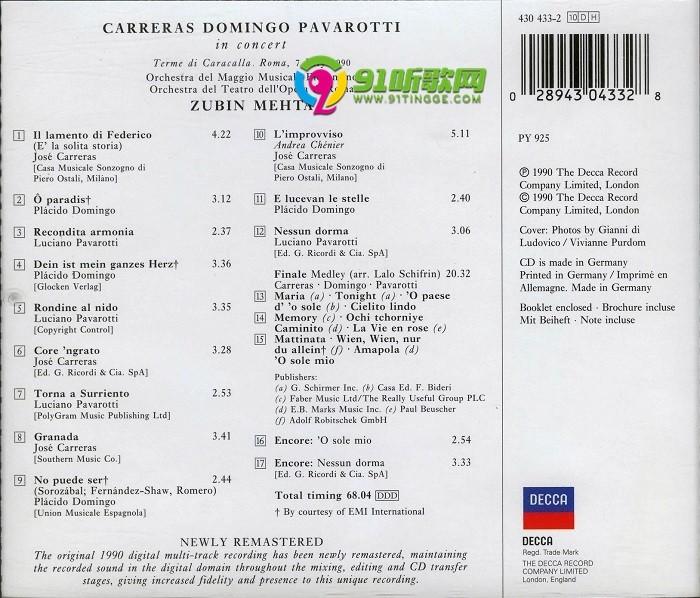 CARRERAS DOMINGO PAVAROTTI
in concert
Terme di Caracalla. Roma, 7 1990
Orchestra del Maggio Musicale
Orchestra del Teatro dell'Opera
ZUBIN MEHTA
91听歌网
WWW.91TINGGE.COM
1 Il lamento di Federico 4.22
(E' la solita storia)
José Carreras
[Casa Musicale Sonzogno di
Piero Ostali, Milano]
2 Ô paradis† 3.12
Plácido Domingo
3 Recondita armonia 2.37
Luciano Pavarotti
4 Dein ist mein ganzes Herz† 3.36
Plácido Domingo
[Glocken Verlag]
5 Rondine al nido 3.35
Luciano Pavarotti
[Copyright Control]
6 Core 'ngrato 3.28
José Carreras
[Ed. G. Ricordi & Cia. SpA]
7 Torna a Surriento 2.53
Luciano Pavarotti
[PolyGram Music Publishing Ltd]
8 Granada 3.41
José Carreras
[Southern Music Co.]
9 No puede ser† 2.44
(Sorozábal; Fernández-Shaw, Romero)
Plácido Domingo
[Union Musicale Espagnola]
10 L'improvviso 5.11
Andrea Chénier
José Carreras
[Casa Musicale Sonzogno di
Piero Ostali, Milano]
11 E lucevan le stelle 2.40
Plácido Domingo
12 Nessun dorma 3.06
Luciano Pavarotti
[Ed. G. Ricordi & Cia. SpA]
Finale Medley (arr. Lalo Schifrin) 20.32
Carreras · Domingo · Pavarotti
13 Maria (a) · Tonight (a) · 'O paese
d' 'o sole (b) · Cielito lindo
14 Memory (c) · Ochi tchorniye
Caminito (d) · La Vie en rose (e)
15 Mattinata · Wien, Wien, nur
du allein† (f) · Amapola (d)
'O sole mio
Publishers:
(a) G. Schirmer Inc. (b) Casa Ed. F. Bideri
(c) Faber Music Ltd/The Really Useful Group PLC
(d) E.B. Marks Music Inc. (e) Paul Beuscher
(f) Adolf Robitschek GmbH
16 Encore: 'O sole mio 2.54
17 Encore: Nessun dorma 3.33
[Ed. G. Ricordi & Cia. SpA]
Total timing 68.04 DDD
† By courtesy of EMI International
NEWLY REMASTERED
The original 1990 digital multi-track recording has been newly remastered, maintaining
the recorded sound in the digital domain throughout the mixing, editing and CD transfer
stages, giving increased fidelity and presence to this unique recording.
430 433-2 10 D H
0 28943 04332 8
PY 925
℗ 1990 The Decca Record
Company Limited, London
© 1990 The Decca Record
Company Limited, London
Cover: Photos by Gianni di
Ludovico / Vivianne Purdom
CD is made in Germany
Printed in Germany / Imprimé en
Allemagne. Made in Germany
Booklet enclosed · Brochure incluse
Mit Beiheft · Note incluse
DECCA
DECCA
Regd. Trade Mark
THE DECCA RECORD
COMPANY LIMITED
London, England